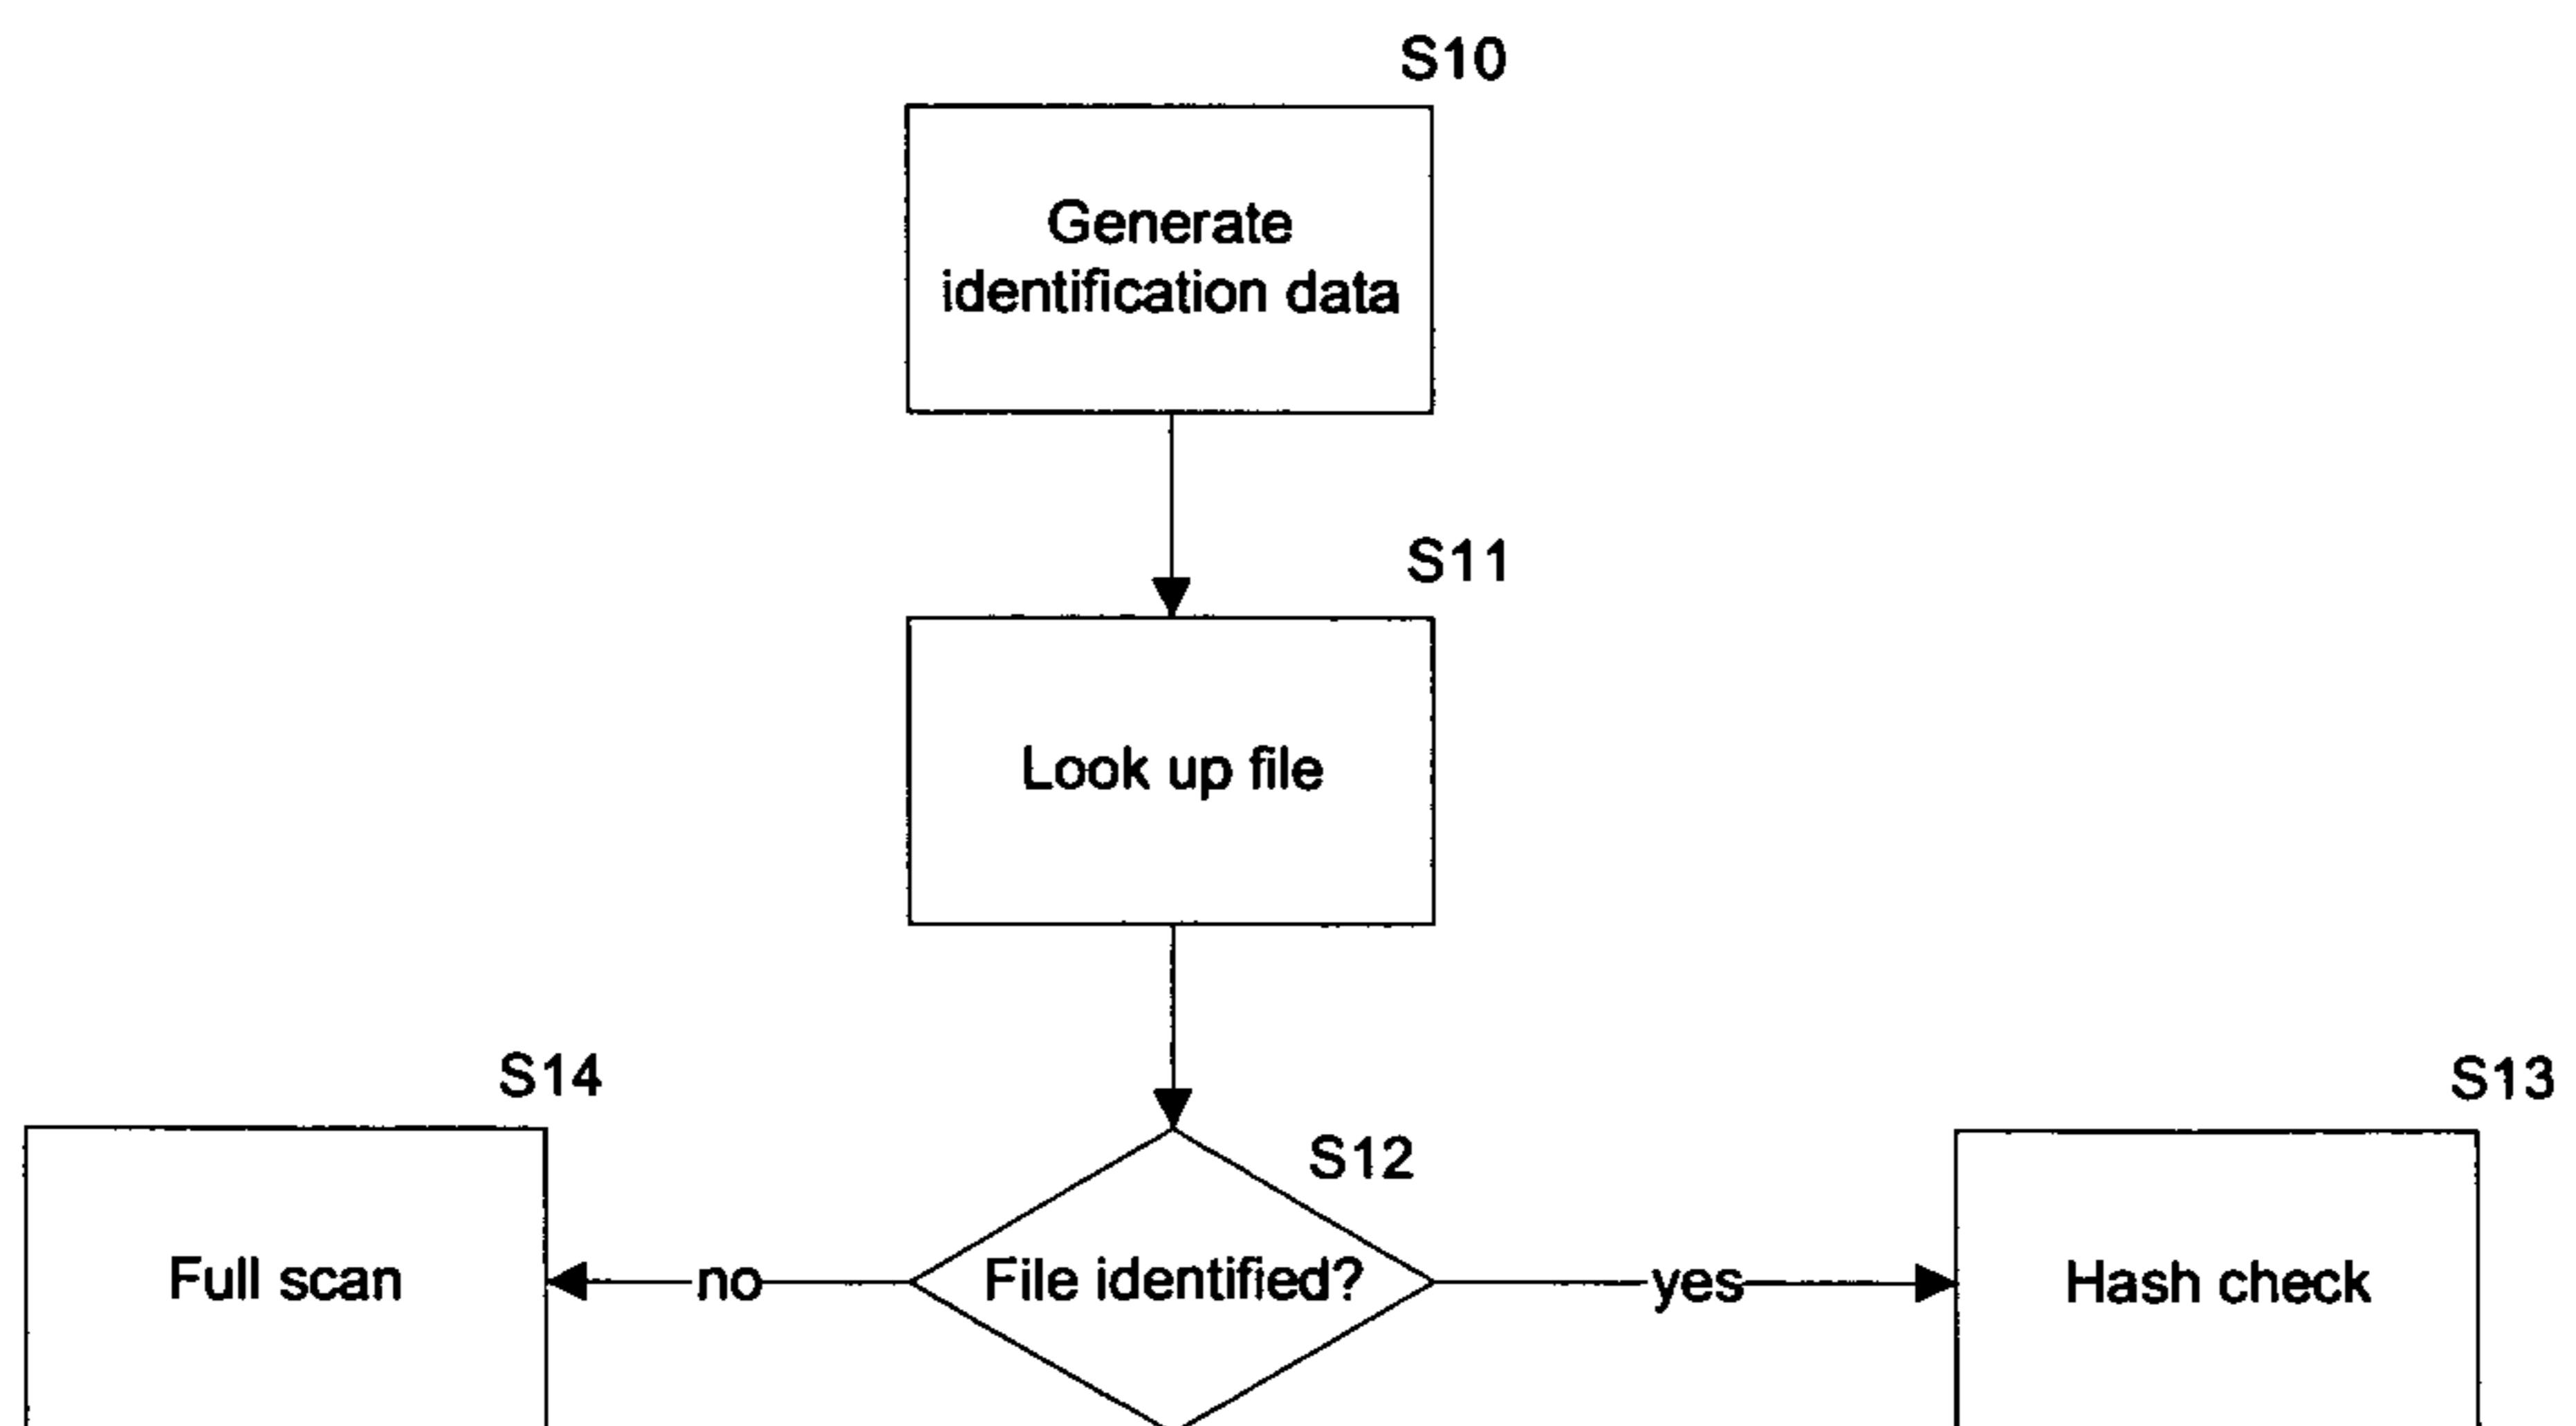 S10
Generate
identification data
S11
Look up file
S14
S13
S12
Full scan
no
File identified?
yes
Hash check